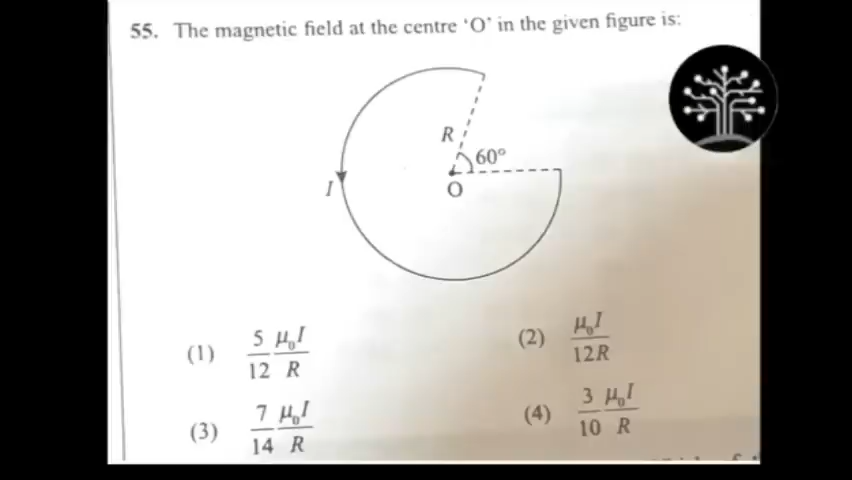 55. The magnetic field at the centre 'O' in the given figure is:
R
60°
I
O
(1) 5/12 μ₀I/R
(2) μ₀I/12R
(3) 7/14 μ₀I/R
(4) 3/10 μ₀I/R